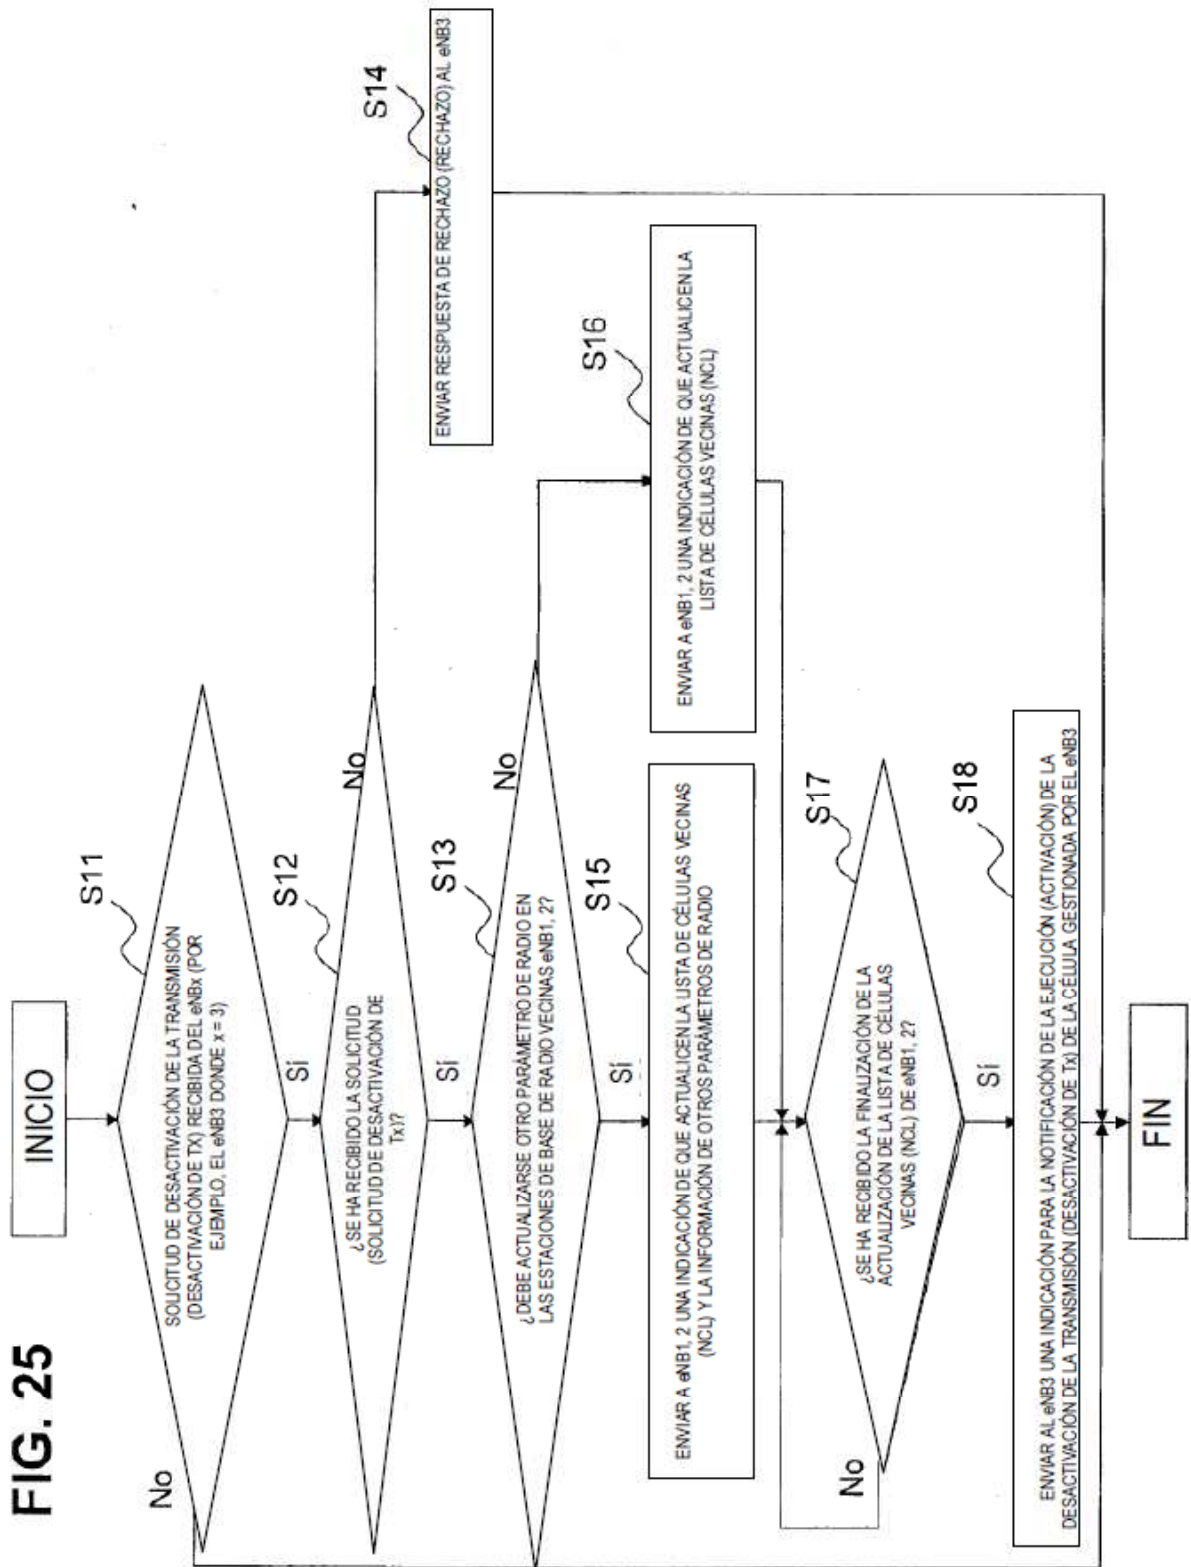 FIG. 25
INICIO
S11
SOLICITUD DE DESACTIVACIÓN DE LA TRANSMISIÓN
(DESACTIVACIÓN DE TX) RECIBIDA DEL eNBx (POR
EJEMPLO, EL eNB3 DONDE x = 3)
No
Sí
S12
¿SE HA RECIBIDO LA SOLICITUD
(SOLICITUD DE DESACTIVACIÓN DE
Tx)?
No
Sí
S14
ENVIAR RESPUESTA DE RECHAZO (RECHAZO) AL eNB3
S13
¿DEBE ACTUALIZARSE OTRO PARÁMETRO DE RADIO EN
LAS ESTACIONES DE BASE DE RADIO VECINAS eNB1, 2?
No
Sí
S15
ENVIAR A eNB1, 2 UNA INDICACIÓN DE QUE ACTUALICEN LA LISTA DE CÉLULAS VECINAS
(NCL) Y LA INFORMACIÓN DE OTROS PARÁMETROS DE RADIO
S16
ENVIAR A eNB1, 2 UNA INDICACIÓN DE QUE ACTUALICEN LA
LISTA DE CÉLULAS VECINAS (NCL)
S17
¿SE HA RECIBIDO LA FINALIZACIÓN DE LA
ACTUALIZACIÓN DE LA LISTA DE CÉLULAS
VECINAS (NCL) DE eNB1, 2?
No
Sí
S18
ENVIAR AL eNB3 UNA INDICACIÓN PARA LA NOTIFICACIÓN DE LA EJECUCIÓN (ACTIVACIÓN) DE LA
DESACTIVACIÓN DE LA TRANSMISIÓN (DESACTIVACIÓN DE Tx) DE LA CÉLULA GESTIONADA POR EL eNB3
FIN